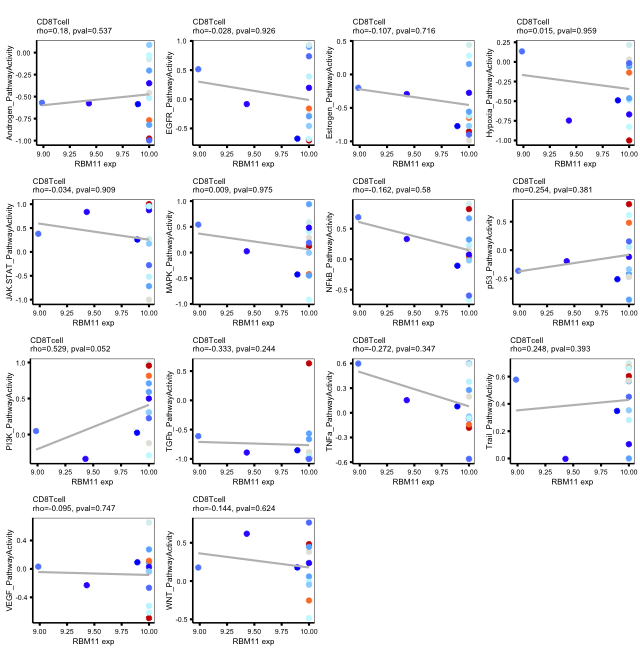 CD8Tcell
rho=0.18, pval=0.537
CD8Tcell
rho=-0.028, pval=0.926
CD8Tcell
rho=-0.107, pval=0.716
CD8Tcell
rho=0.015, pval=0.959
Androgen_PathwayActivity
0.00
-0.25
-0.50
-0.75
-1.00
9.00 9.25 9.50 9.75 10.00
RBM11 exp
EGFR_PathwayActivity
1.0
0.5
0.0
-0.5
9.00 9.25 9.50 9.75 10.00
RBM11 exp
Estrogen_PathwayActivity
0.5
0.0
-0.5
-1.0
9.00 9.25 9.50 9.75 10.00
RBM11 exp
Hypoxia_PathwayActivity
0.25
0.00
-0.25
-0.50
-0.75
-1.00
9.00 9.25 9.50 9.75 10.00
RBM11 exp
CD8Tcell
rho=-0.034, pval=0.909
CD8Tcell
rho=0.009, pval=0.975
CD8Tcell
rho=-0.162, pval=0.58
CD8Tcell
rho=0.254, pval=0.381
JAK-STAT_PathwayActivity
1.0
0.5
0.0
-0.5
-1.0
9.00 9.25 9.50 9.75 10.00
RBM11 exp
MAPK_PathwayActivity
1.0
0.5
0.0
-0.5
-1.0
9.00 9.25 9.50 9.75 10.00
RBM11 exp
NFkB_PathwayActivity
0.5
0.0
-0.5
9.00 9.25 9.50 9.75 10.00
RBM11 exp
p53_PathwayActivity
0.5
0.0
-0.5
9.00 9.25 9.50 9.75 10.00
RBM11 exp
CD8Tcell
rho=0.529, pval=0.052
CD8Tcell
rho=-0.333, pval=0.244
CD8Tcell
rho=-0.272, pval=0.347
CD8Tcell
rho=0.248, pval=0.393
PI3K_PathwayActivity
1.0
0.5
0.0
9.00 9.25 9.50 9.75 10.00
RBM11 exp
TGFb_PathwayActivity
0.5
0.0
-0.5
-1.0
9.00 9.25 9.50 9.75 10.00
RBM11 exp
TNFa_PathwayActivity
0.6
0.3
0.0
-0.3
-0.6
9.00 9.25 9.50 9.75 10.00
RBM11 exp
Trail_PathwayActivity
0.6
0.4
0.2
0.0
9.00 9.25 9.50 9.75 10.00
RBM11 exp
CD8Tcell
rho=-0.095, pval=0.747
CD8Tcell
rho=-0.144, pval=0.624
VEGF_PathwayActivity
0.4
0.0
-0.4
9.00 9.25 9.50 9.75 10.00
RBM11 exp
WNT_PathwayActivity
0.5
0.0
-0.5
9.00 9.25 9.50 9.75 10.00
RBM11 exp